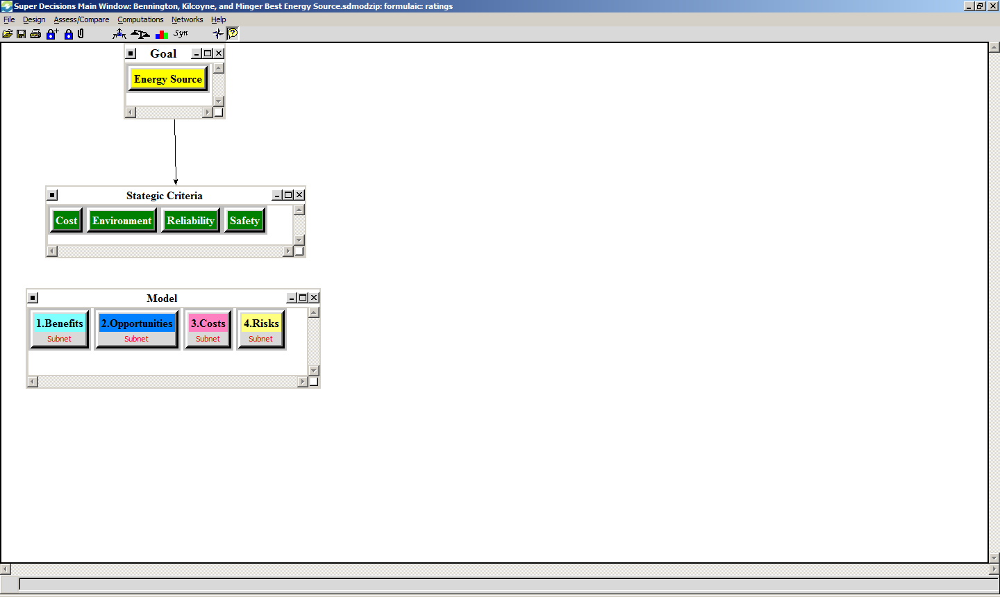 Super Decisions Main Window: Bennington, Kilcoyne, and Minger Best Energy Source.sdmodzip: formulaic: ratings
File Design Assess/Compare Computations Networks Help
Syn
Goal
Energy Source
Stategic Criteria
Cost Environment Reliability Safety
Model
1.Benefits 2.Opportunities 3.Costs 4.Risks
Subnet Subnet Subnet Subnet